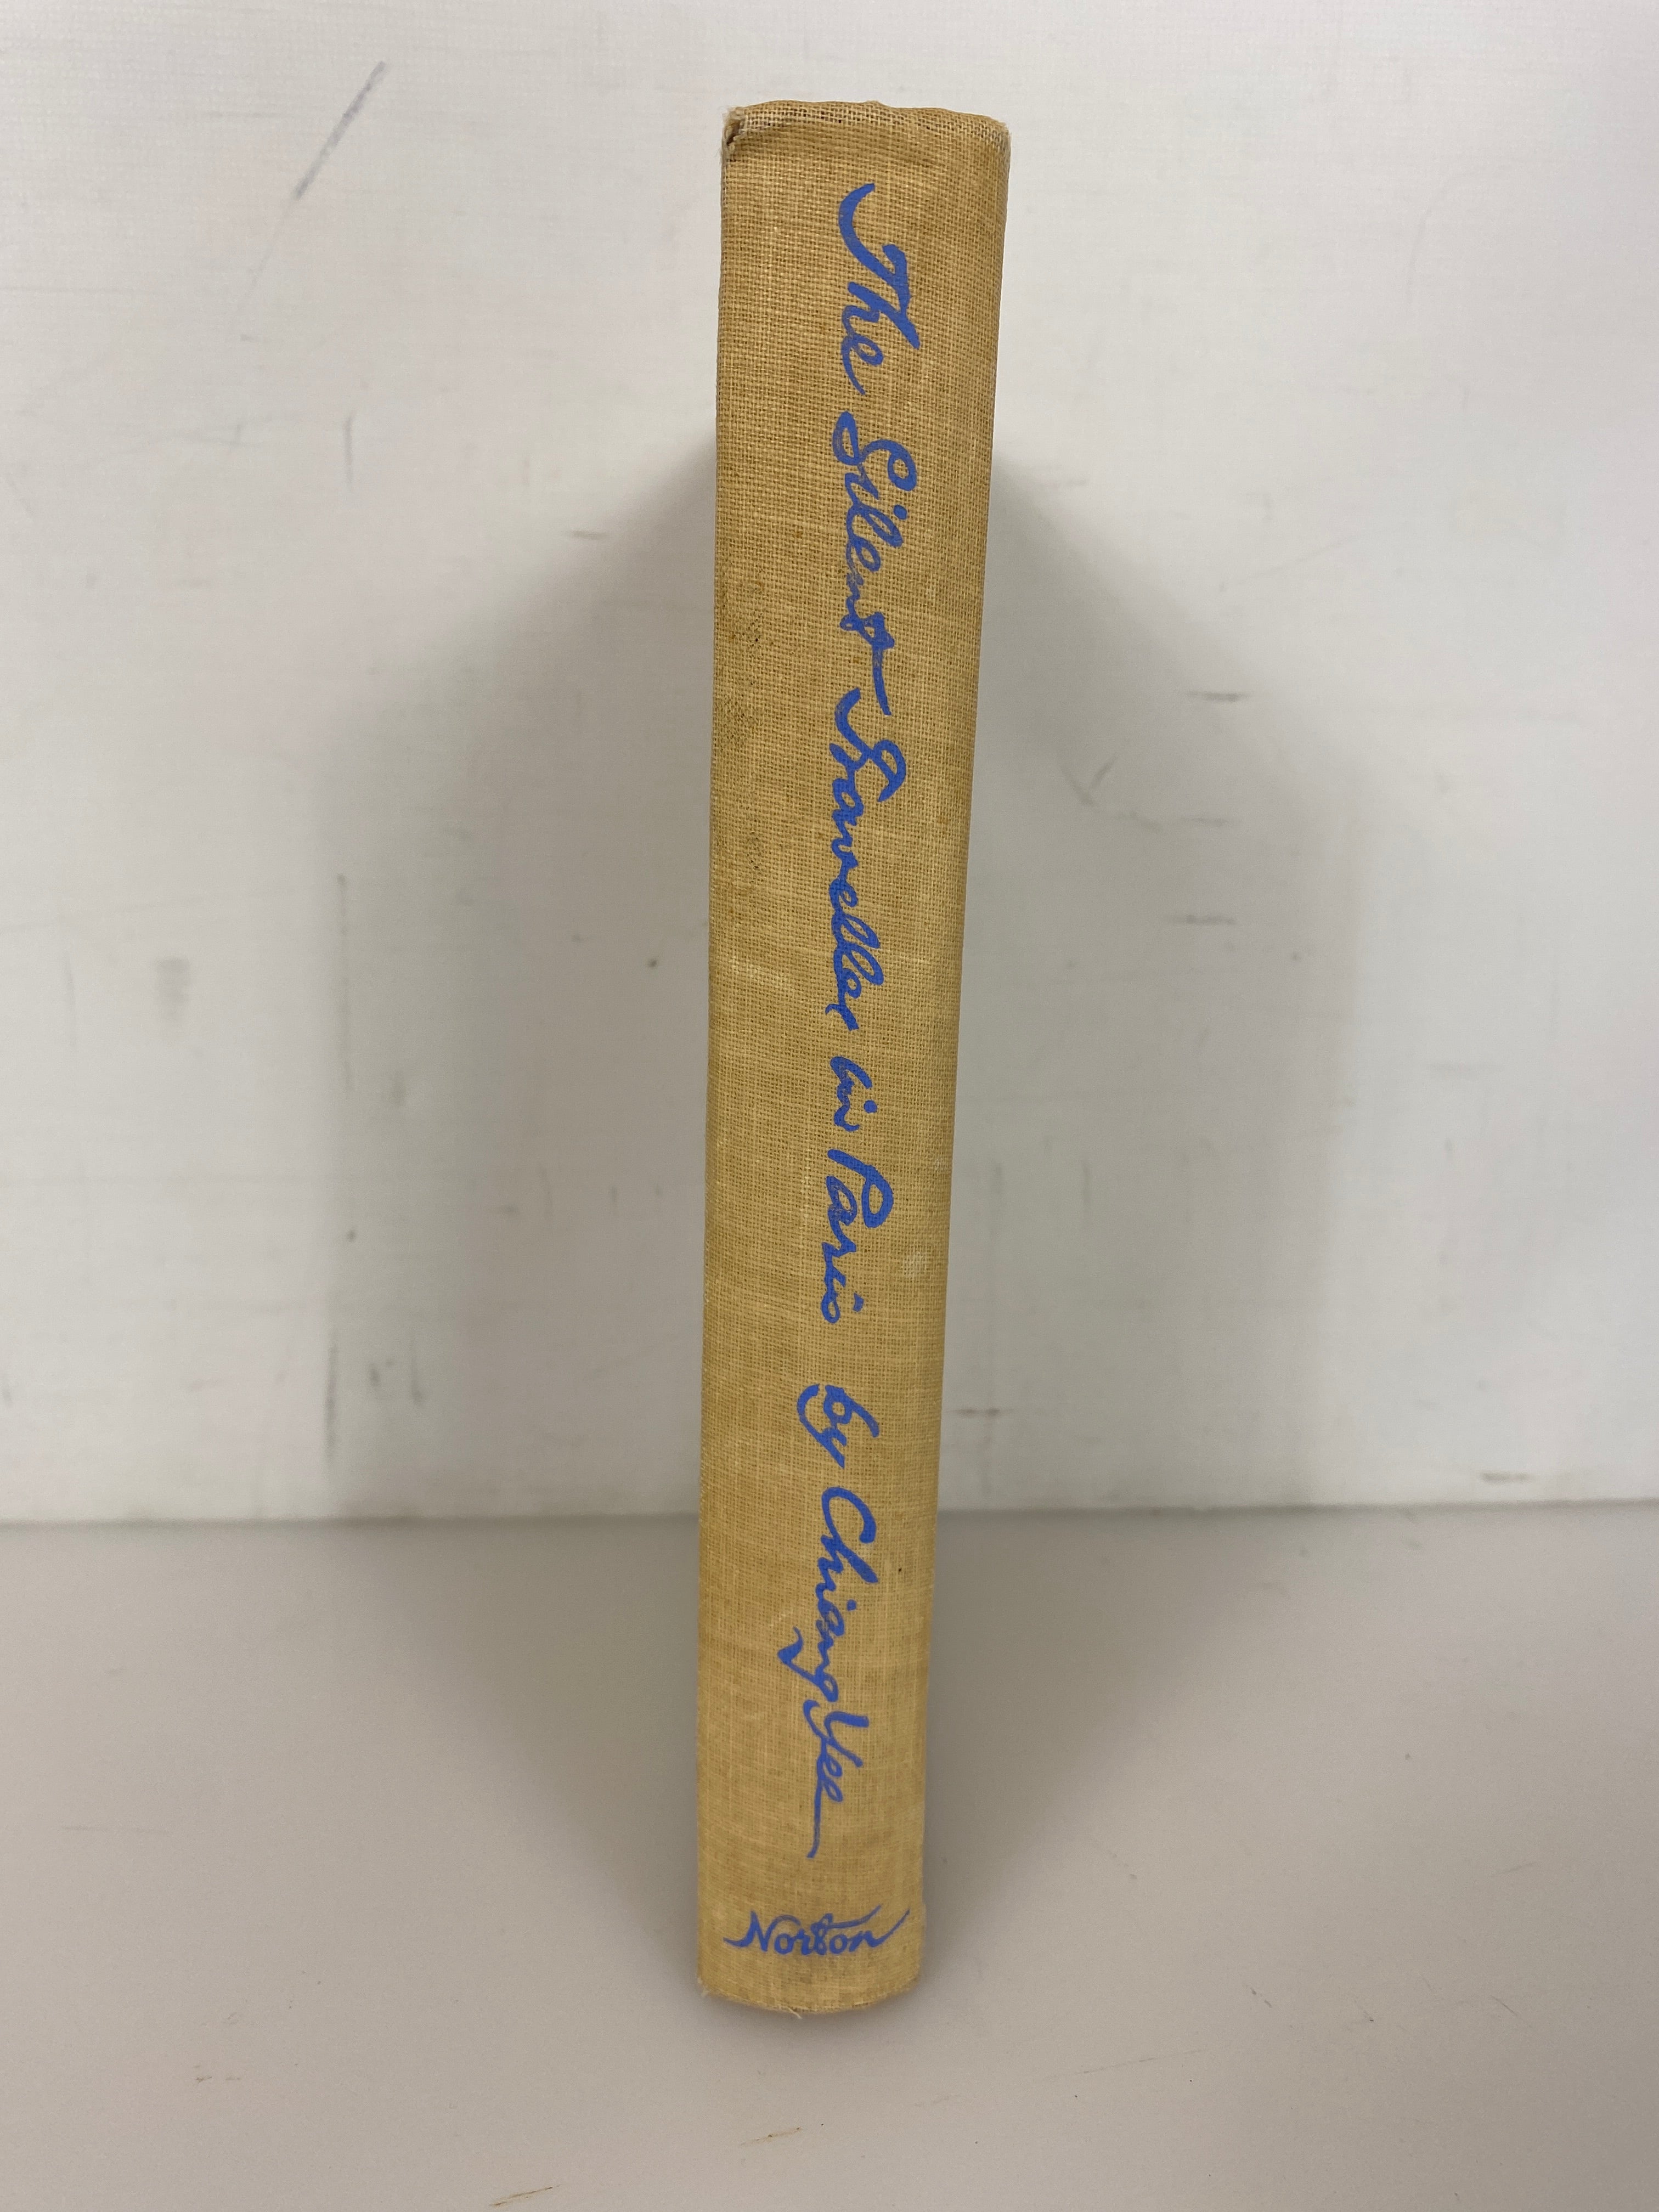 The Silent Traveller in Paris by Chiang Yee
Norton